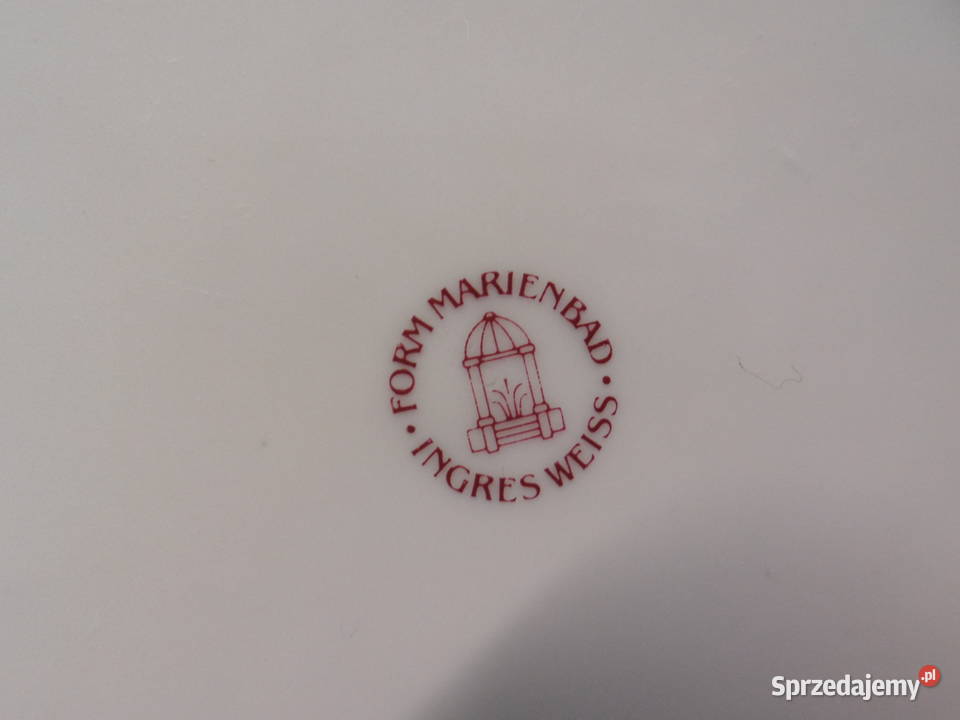 • FORM MARIENBAD •
INGRES WEISS
Sprzedajemy.pl